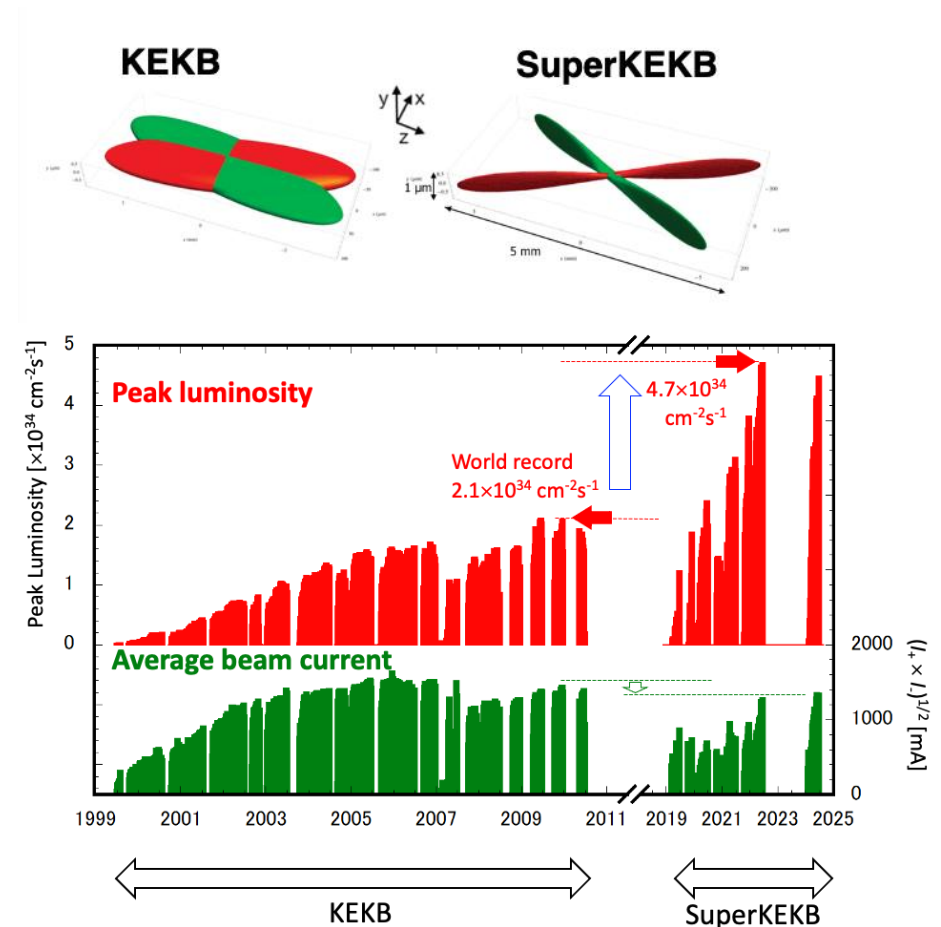 KEKB
SuperKEKB
y
x
z
1 μm
5 mm
Peak luminosity
Peak Luminosity [×10³⁴ cm⁻²s⁻¹]
5
4
3
2
1
0
4.7×10³⁴
cm⁻²s⁻¹
World record
2.1×10³⁴ cm⁻²s⁻¹
Average beam current
2000
1000
0
(I₊ × I₋)¹ᐟ² [mA]
1999 2001 2003 2005 2007 2009 2011 2019 2021 2023 2025
KEKB
SuperKEKB